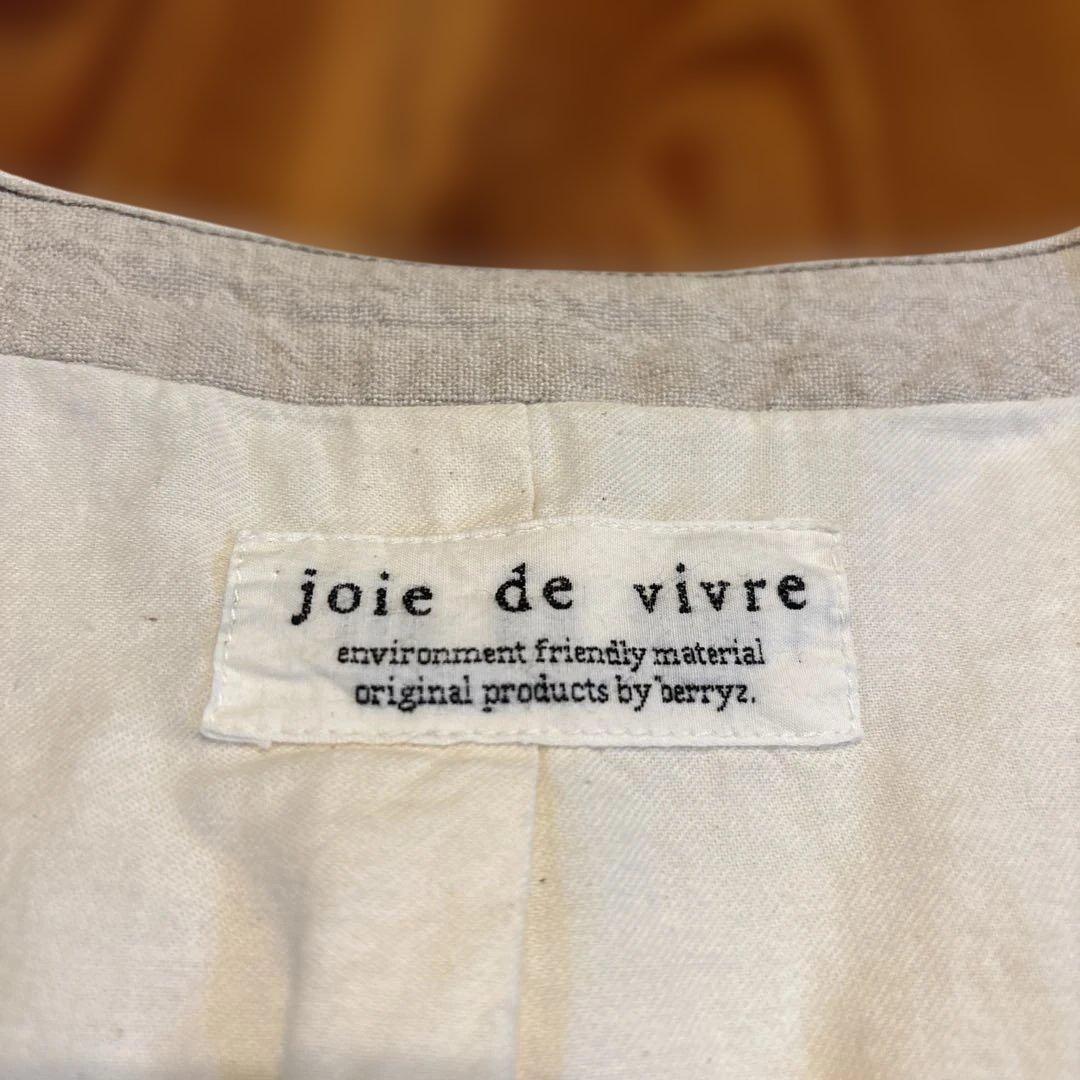 joie de vivre
environment friendly material
original products by berryz.